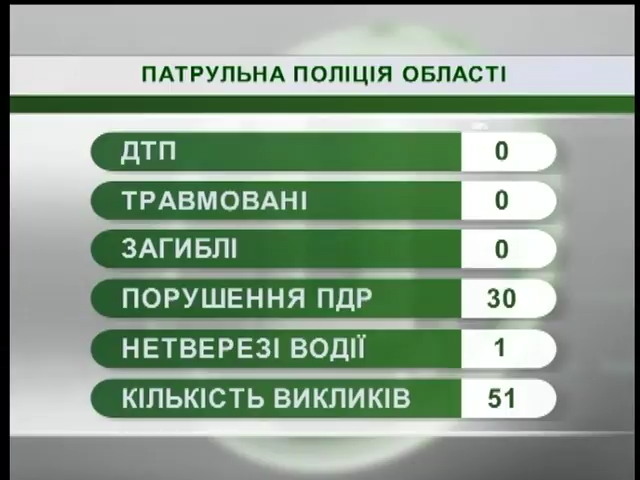 ПАТРУЛЬНА ПОЛІЦІЯ ОБЛАСТІ
ДТП 0
ТРАВМОВАНІ 0
ЗАГИБЛІ 0
ПОРУШЕННЯ ПДР 30
НЕТВЕРЕЗІ ВОДІЇ 1
КІЛЬКІСТЬ ВИКЛИКІВ 51